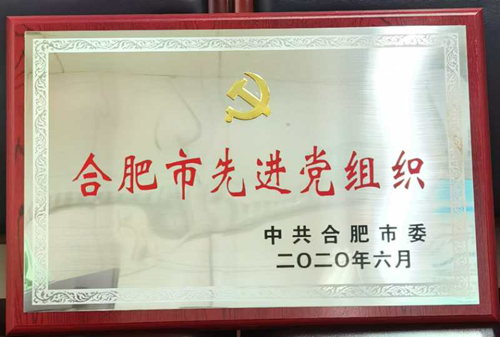 合肥市先进党组织
中共合肥市委
二〇二〇年六月